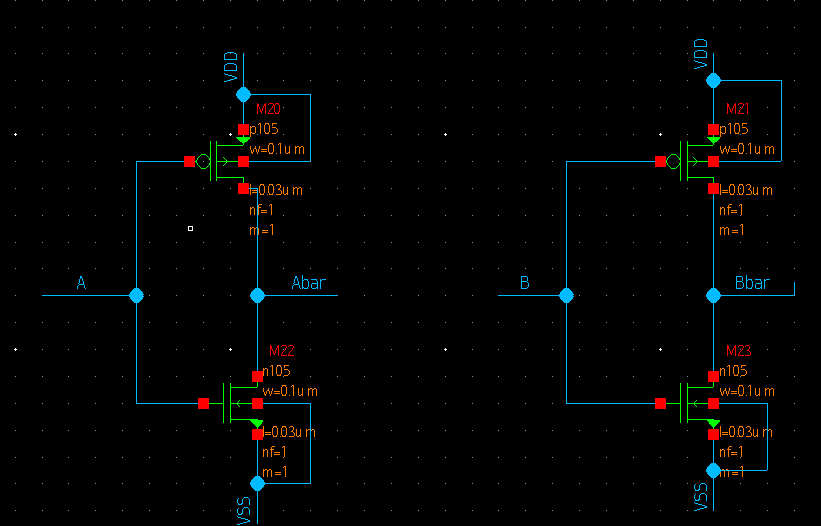 VDD
M20
p105
w=0.1u m
l=0.03u m
nf=1
m=1
A
Abar
M22
n105
w=0.1u m
l=0.03u m
nf=1
m=1
VSS
VDD
M21
p105
w=0.1u m
l=0.03u m
nf=1
m=1
B
Bbar
M23
n105
w=0.1u m
l=0.03u m
nf=1
m=1
VSS